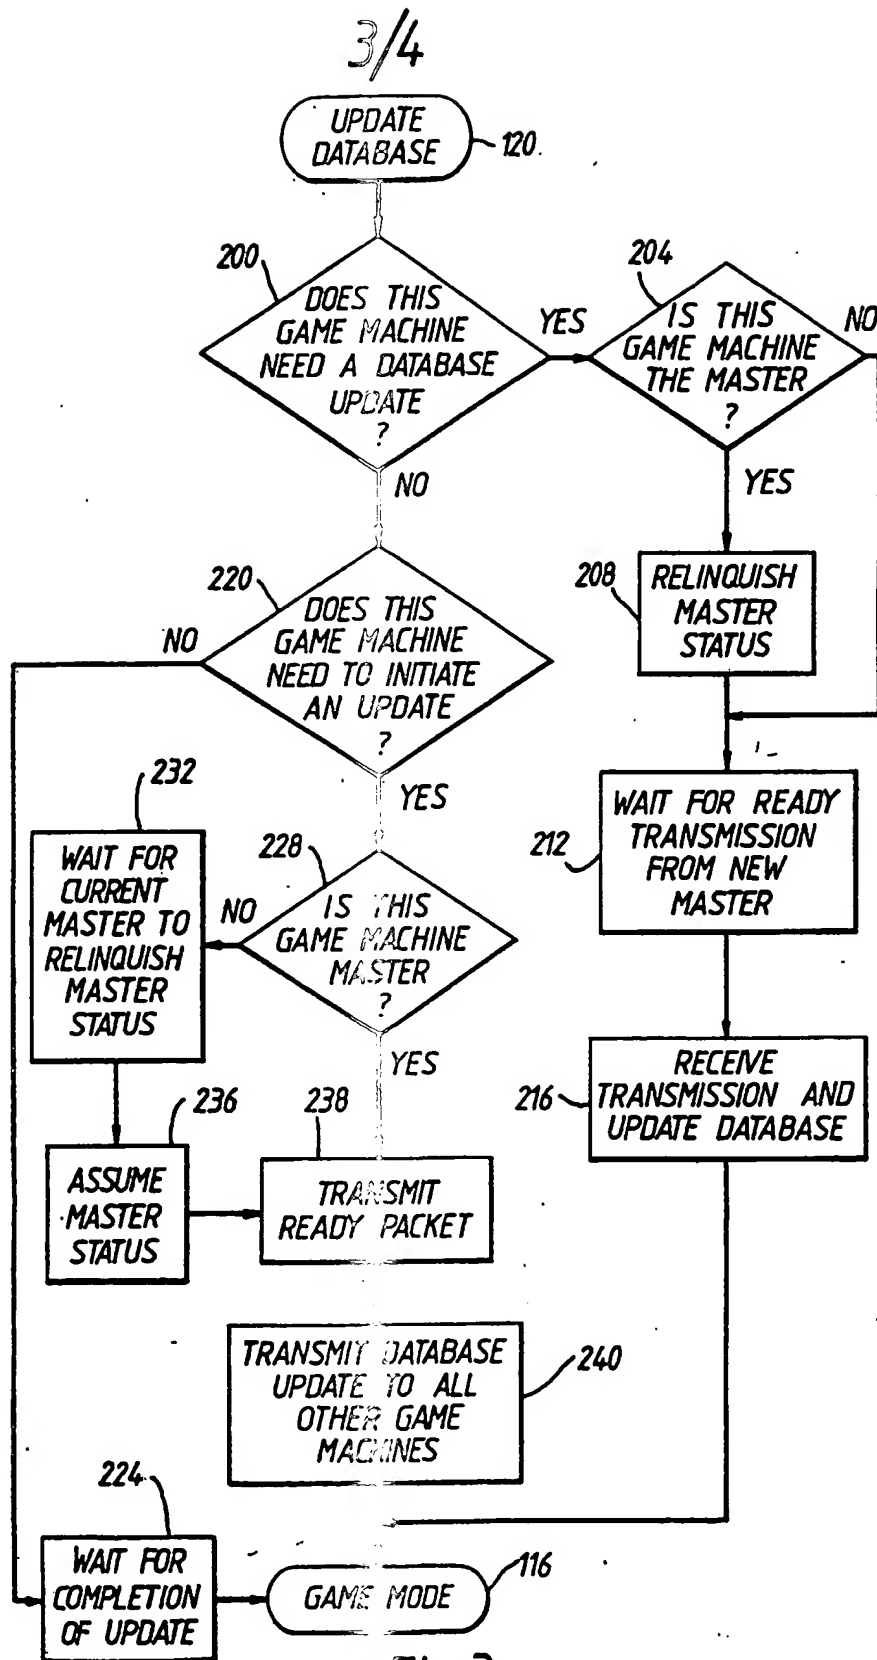 3/4
UPDATE
DATABASE
120.
200
DOES THIS
GAME MACHINE
NEED A DATABASE
UPDATE
?
YES
204
IS THIS
GAME MACHINE
THE MASTER
?
NO
NO
YES
208
RELINQUISH
MASTER
STATUS
220
DOES THIS
GAME MACHINE
NEED TO INITIATE
AN UPDATE
?
NO
YES
212
WAIT FOR READY
TRANSMISSION
FROM NEW
MASTER
232
WAIT FOR
CURRENT
MASTER TO
RELINQUISH
MASTER
STATUS
228
IS THIS
GAME MACHINE
MASTER
?
NO
YES
216
RECEIVE
TRANSMISSION AND
UPDATE DATABASE
236
ASSUME
MASTER
STATUS
238
TRANSMIT
READY PACKET
TRANSMIT DATABASE
UPDATE TO ALL
OTHER GAME
MACHINES
240
224
WAIT FOR
COMPLETION
OF UPDATE
GAME MODE
116